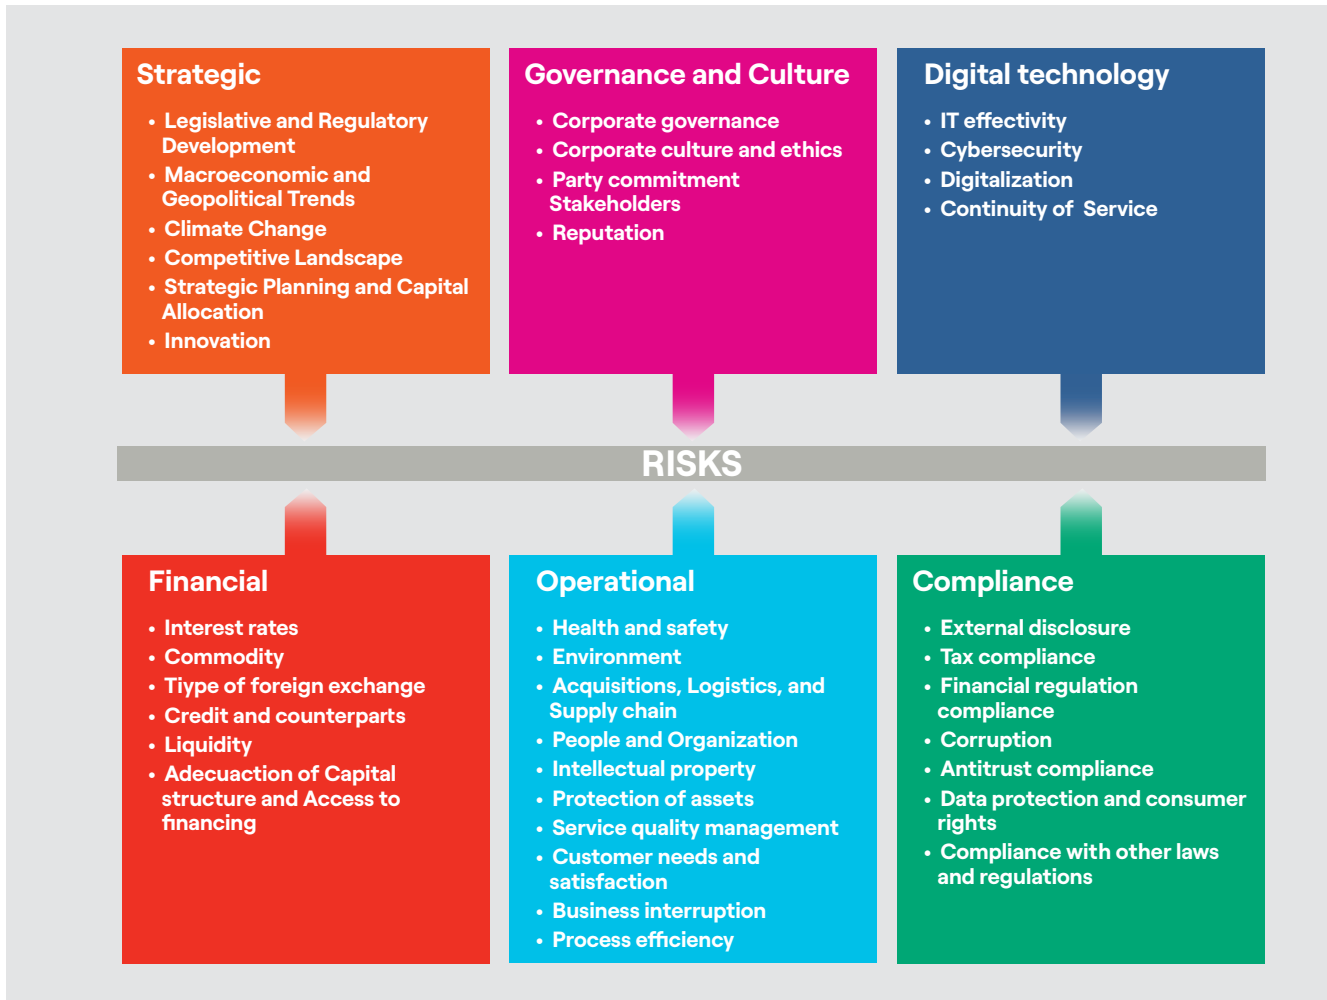 Strategic
• Legislative and Regulatory
Development
• Macroeconomic and
Geopolitical Trends
• Climate Change
• Competitive Landscape
• Strategic Planning and Capital
Allocation
• Innovation
Governance and Culture
• Corporate governance
• Corporate culture and ethics
• Party commitment
Stakeholders
• Reputation
Digital technology
• IT effectivity
• Cybersecurity
• Digitalization
• Continuity of Service
RISKS
Financial
• Interest rates
• Commodity
• Tiype of foreign exchange
• Credit and counterparts
• Liquidity
• Adecuaction of Capital
structure and Access to
financing
Operational
• Health and safety
• Environment
• Acquisitions, Logistics, and
Supply chain
• People and Organization
• Intellectual property
• Protection of assets
• Service quality management
• Customer needs and
satisfaction
• Business interruption
• Process efficiency
Compliance
• External disclosure
• Tax compliance
• Financial regulation
compliance
• Corruption
• Antitrust compliance
• Data protection and consumer
rights
• Compliance with other laws
and regulations